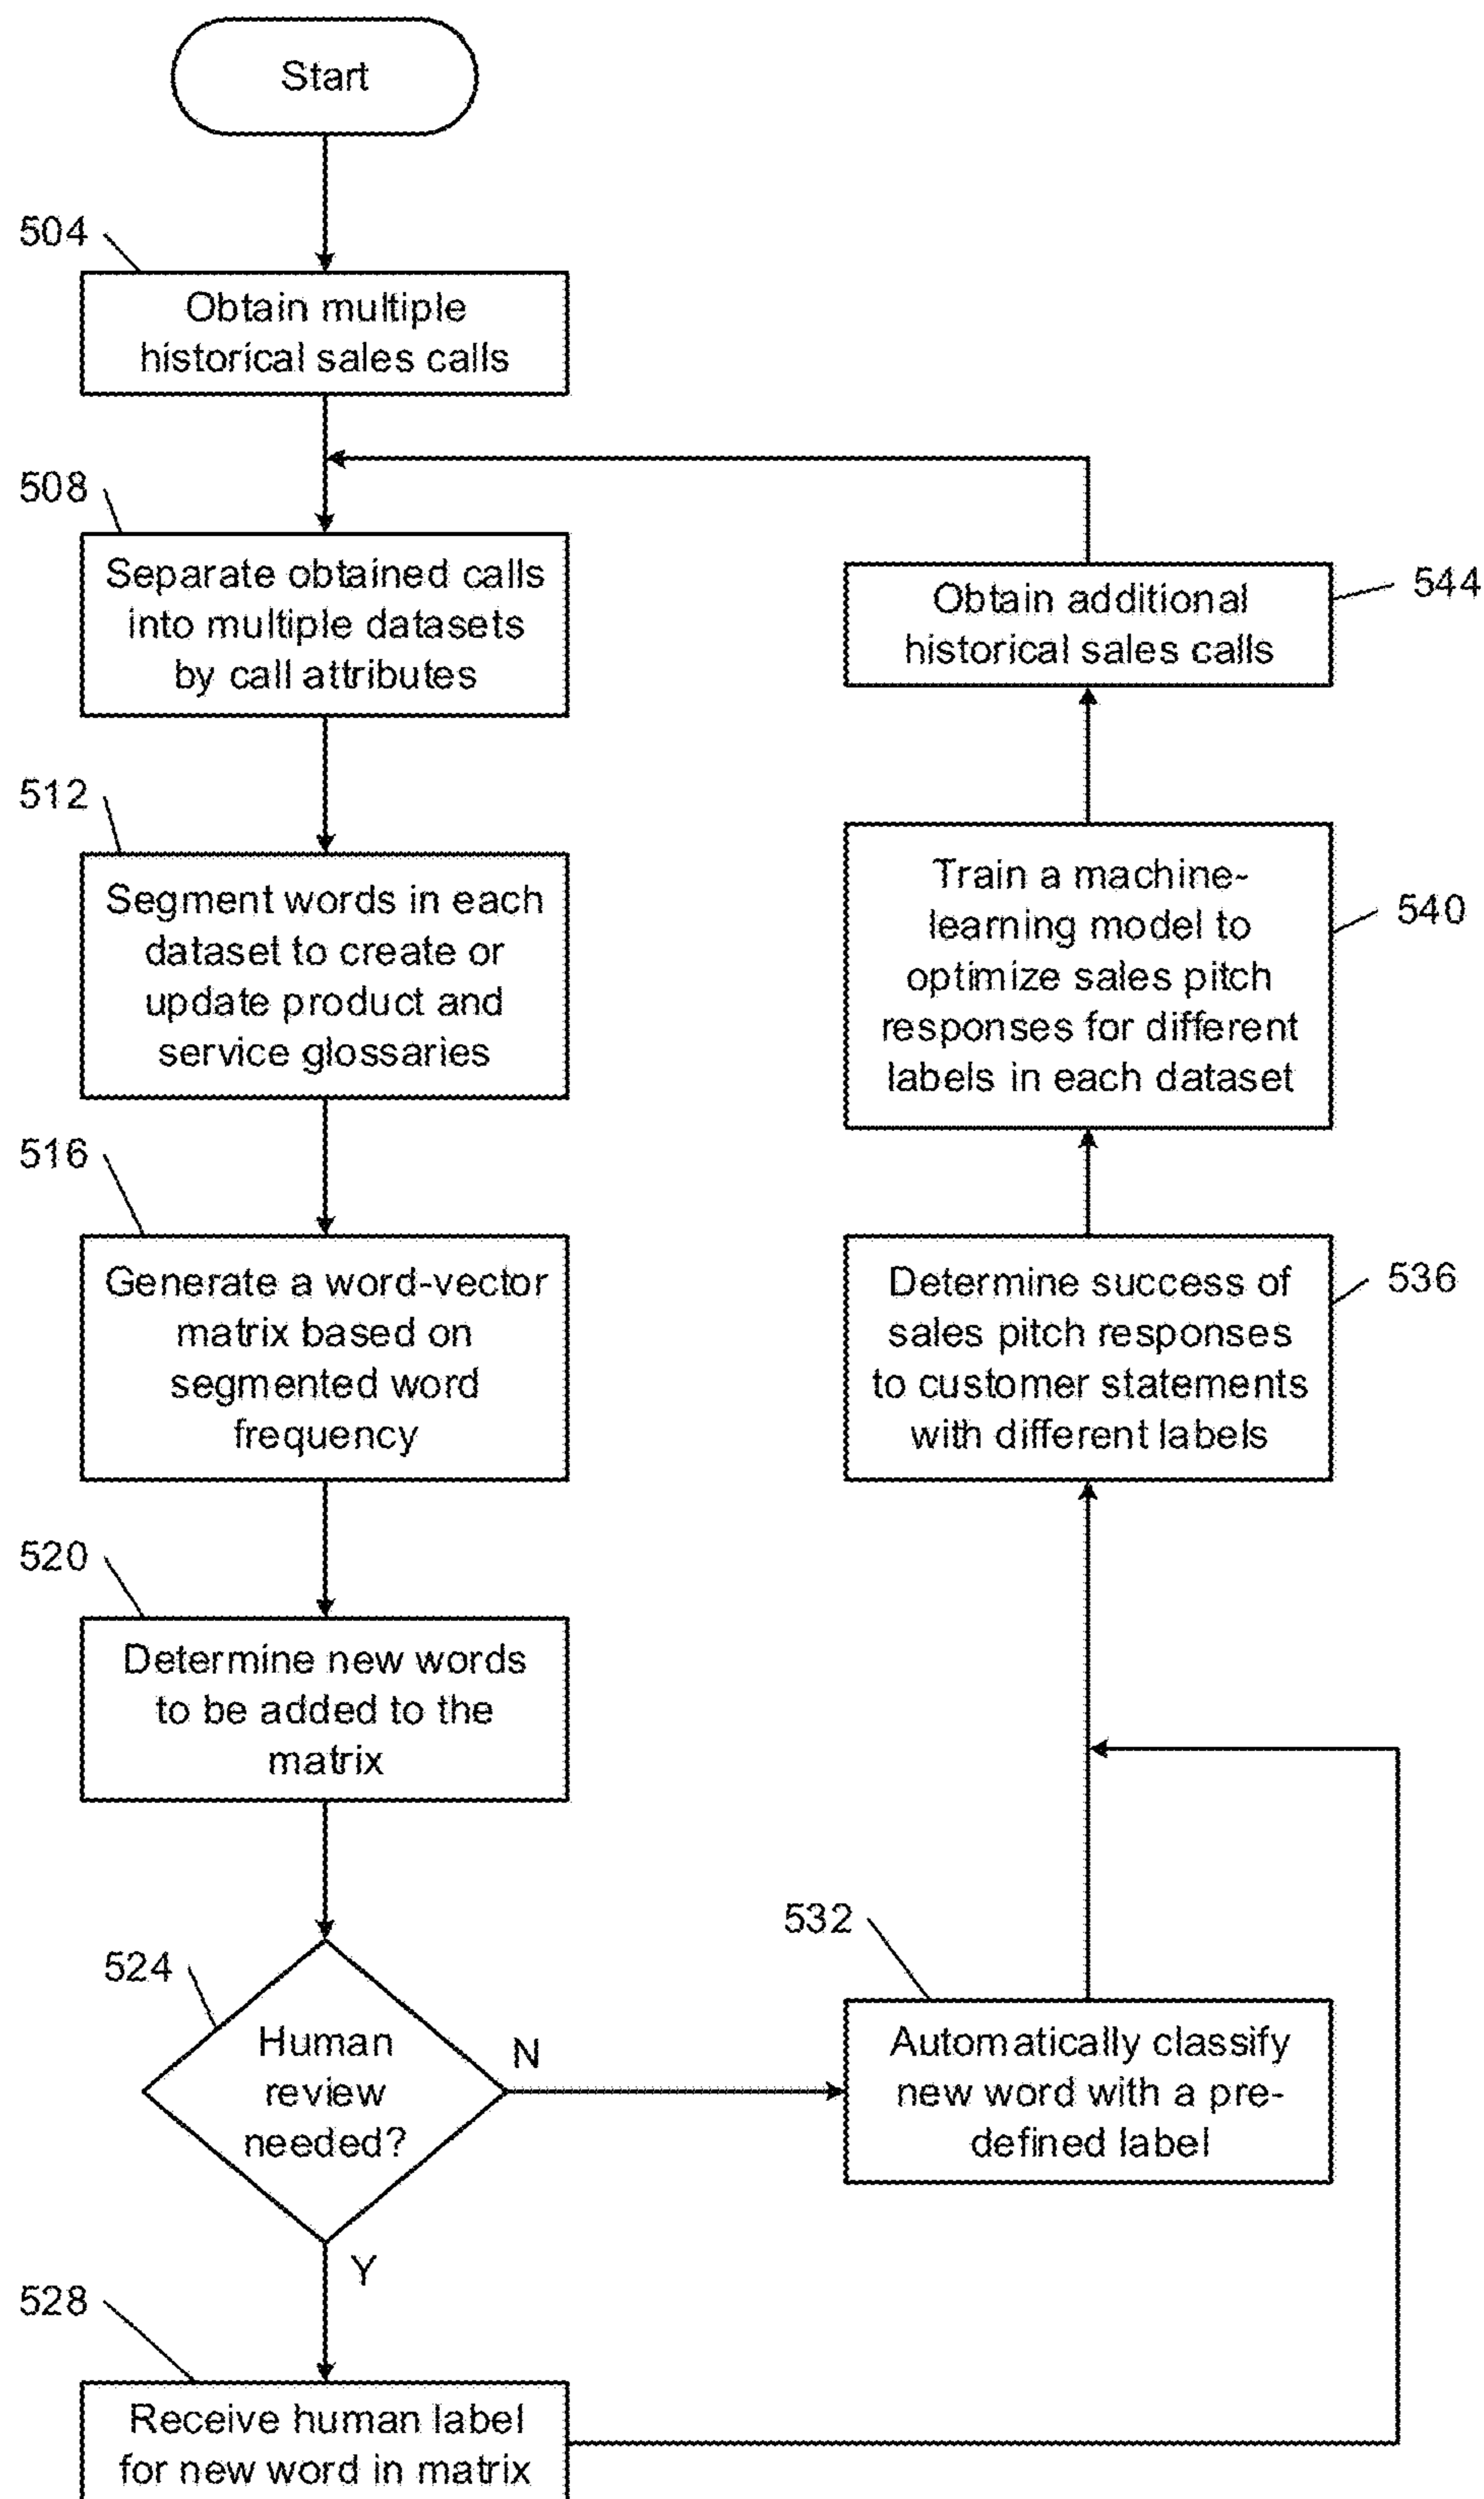 Start
504
Obtain multiple
historical sales calls
508
Separate obtained calls
into multiple datasets
by call attributes
512
Segment words in each
dataset to create or
update product and
service glossaries
516
Generate a word-vector
matrix based on
segmented word
frequency
520
Determine new words
to be added to the
matrix
524
Human
review
needed?
N
Y
528
Receive human label
for new word in matrix
532
Automatically classify
new word with a pre-
defined label
536
Determine success of
sales pitch responses
to customer statements
with different labels
540
Train a machine-
learning model to
optimize sales pitch
responses for different
labels in each dataset
544
Obtain additional
historical sales calls